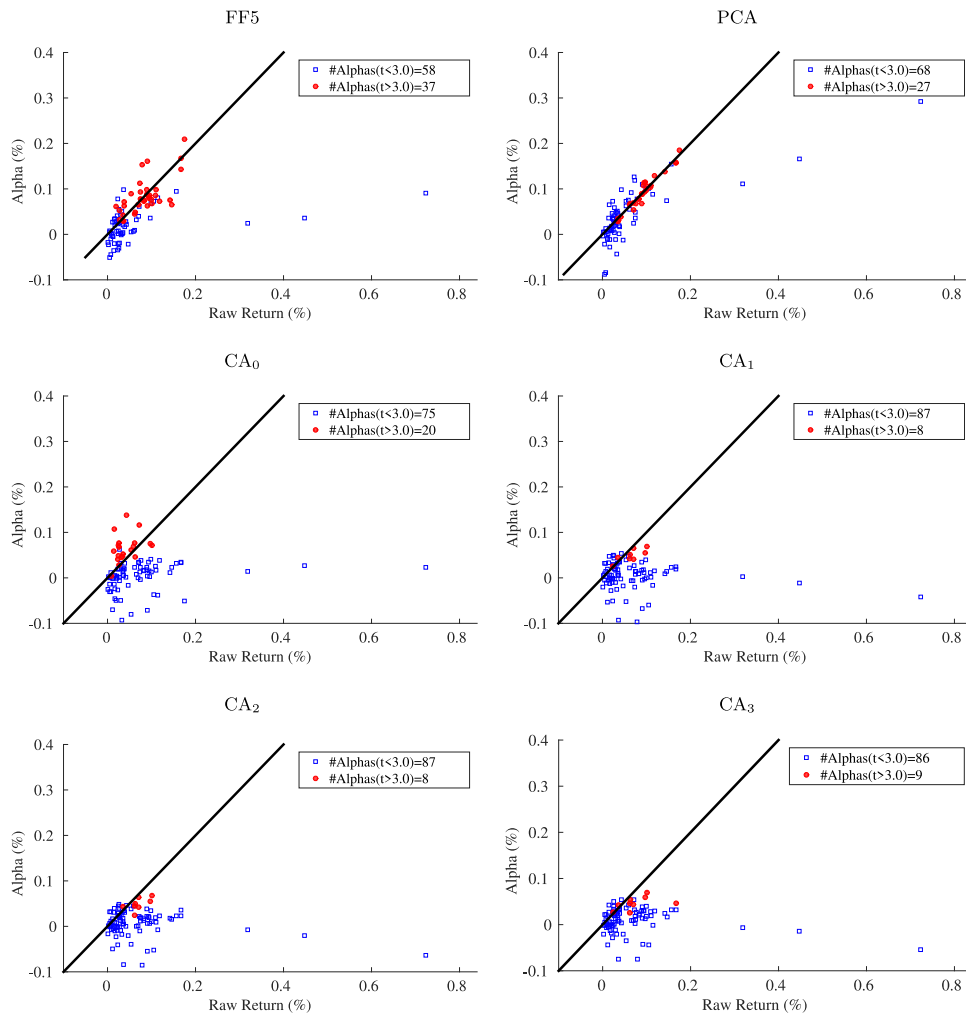 FF5
0.4
0.3
0.2
0.1
0
-0.1
Alpha (%)
#Alphas(t<3.0)=58
#Alphas(t>3.0)=37
0 0.2 0.4 0.6 0.8
Raw Return (%)
PCA
0.4
0.3
0.2
0.1
0
-0.1
Alpha (%)
#Alphas(t<3.0)=68
#Alphas(t>3.0)=27
0 0.2 0.4 0.6 0.8
Raw Return (%)
CA₀
0.4
0.3
0.2
0.1
0
-0.1
Alpha (%)
#Alphas(t<3.0)=75
#Alphas(t>3.0)=20
0 0.2 0.4 0.6 0.8
Raw Return (%)
CA₁
0.4
0.3
0.2
0.1
0
-0.1
Alpha (%)
#Alphas(t<3.0)=87
#Alphas(t>3.0)=8
0 0.2 0.4 0.6 0.8
Raw Return (%)
CA₂
0.4
0.3
0.2
0.1
0
-0.1
Alpha (%)
#Alphas(t<3.0)=87
#Alphas(t>3.0)=8
0 0.2 0.4 0.6 0.8
Raw Return (%)
CA₃
0.4
0.3
0.2
0.1
0
-0.1
Alpha (%)
#Alphas(t<3.0)=86
#Alphas(t>3.0)=9
0 0.2 0.4 0.6 0.8
Raw Return (%)